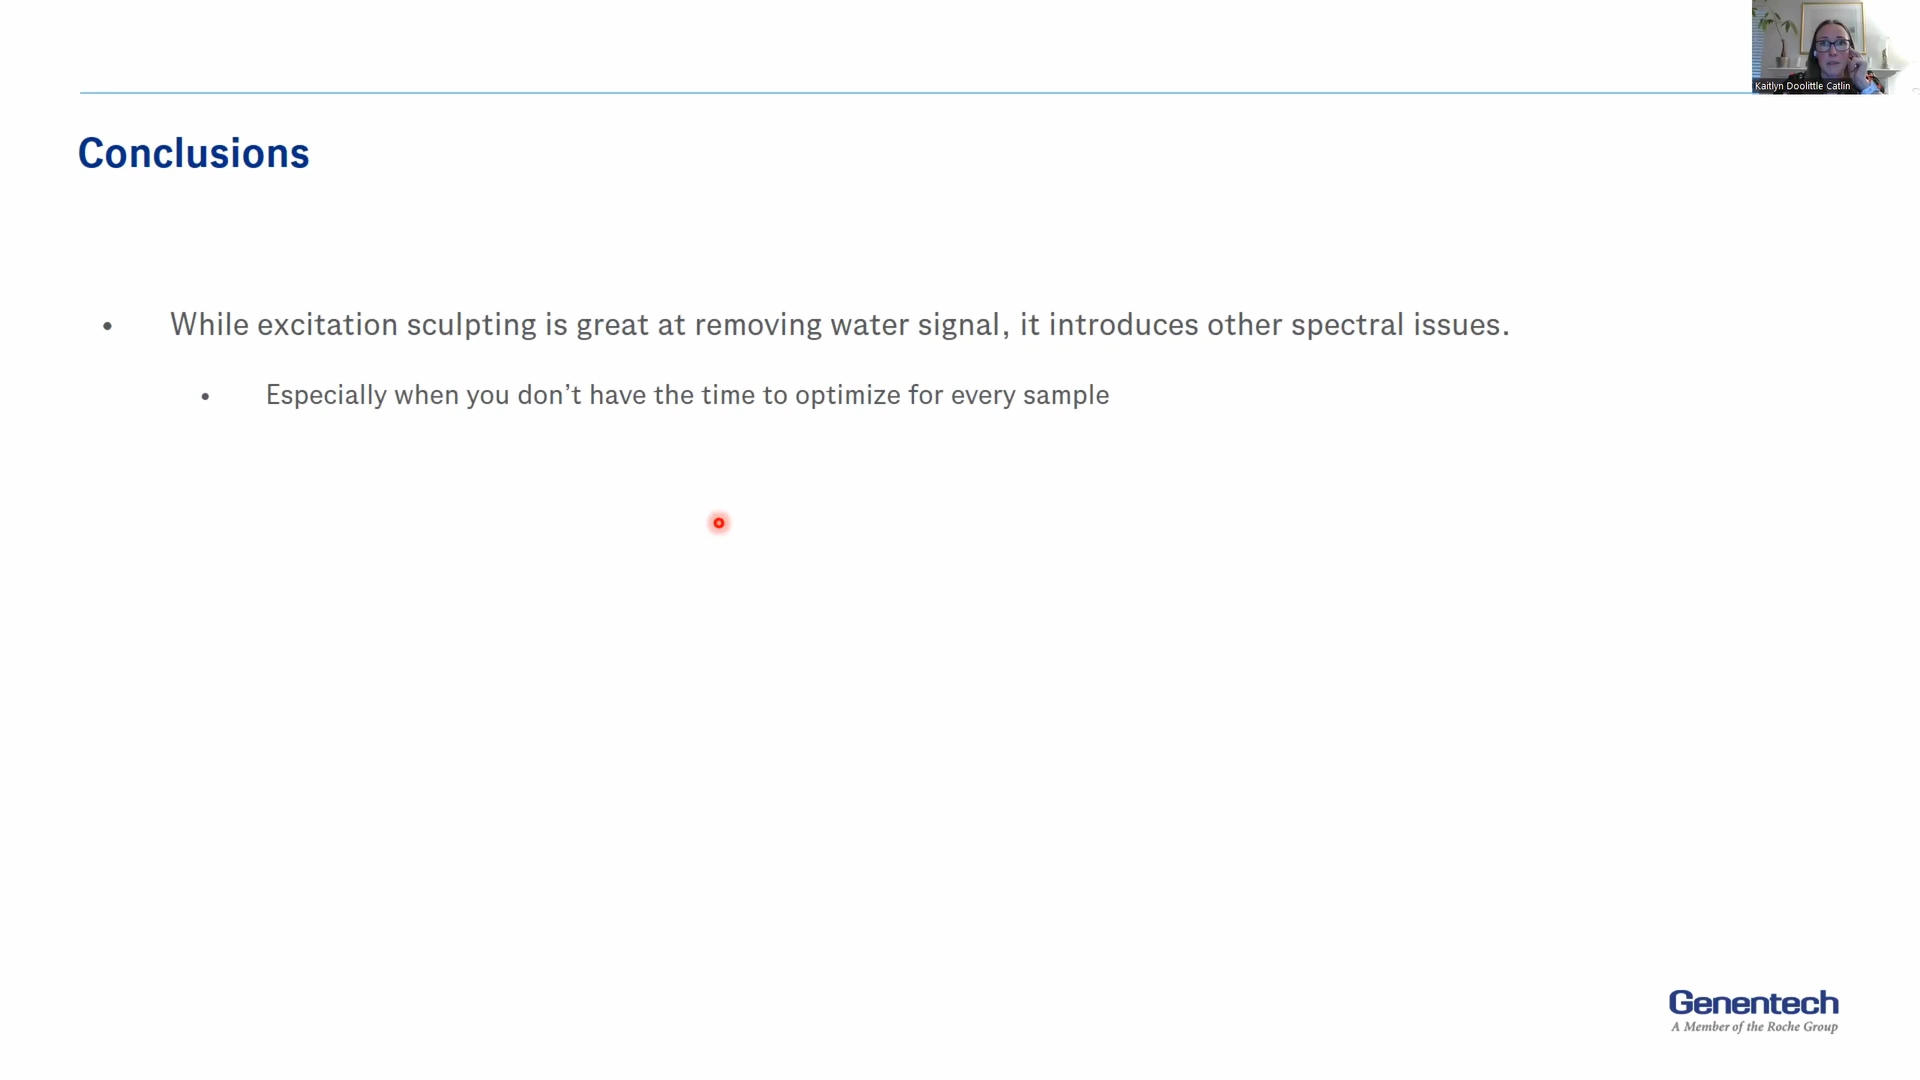 Kaitlyn Doolittle Catlin
Conclusions
• While excitation sculpting is great at removing water signal, it introduces other spectral issues.
• Especially when you don’t have the time to optimize for every sample
Genentech
A Member of the Roche Group